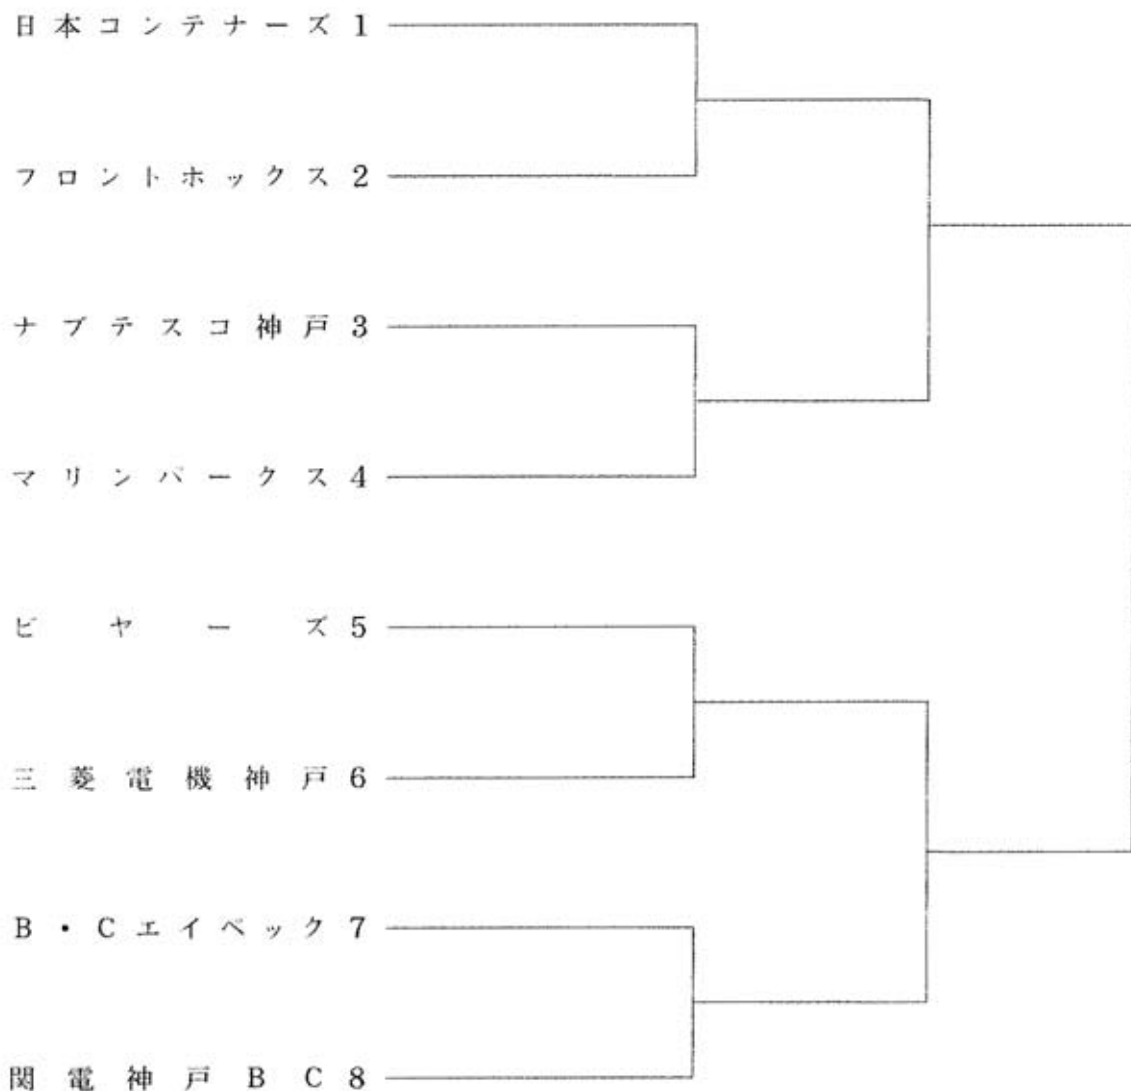 日本コンテナーズ 1
フロントホックス 2
ナブテスコ神戸 3
マリンパークス 4
ビヤーズ 5
三菱電機神戸 6
B・Cエイベック 7
関電神戸BC 8